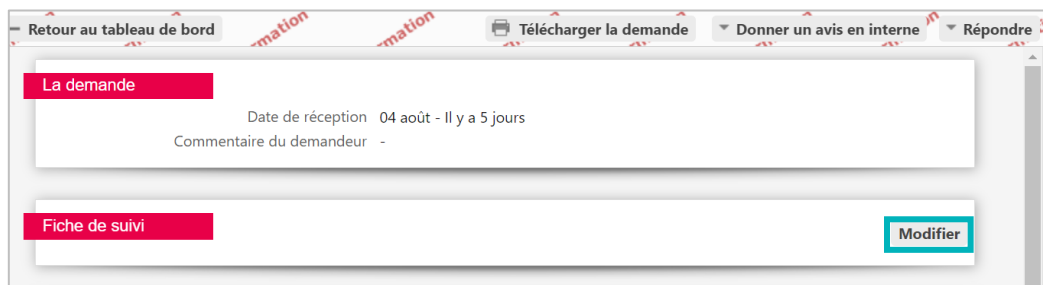 Retour au tableau de bord
Télécharger la demande
Donner un avis en interne
Répondre
La demande
Date de réception 04 août - Il y a 5 jours
Commentaire du demandeur -
Fiche de suivi
Modifier